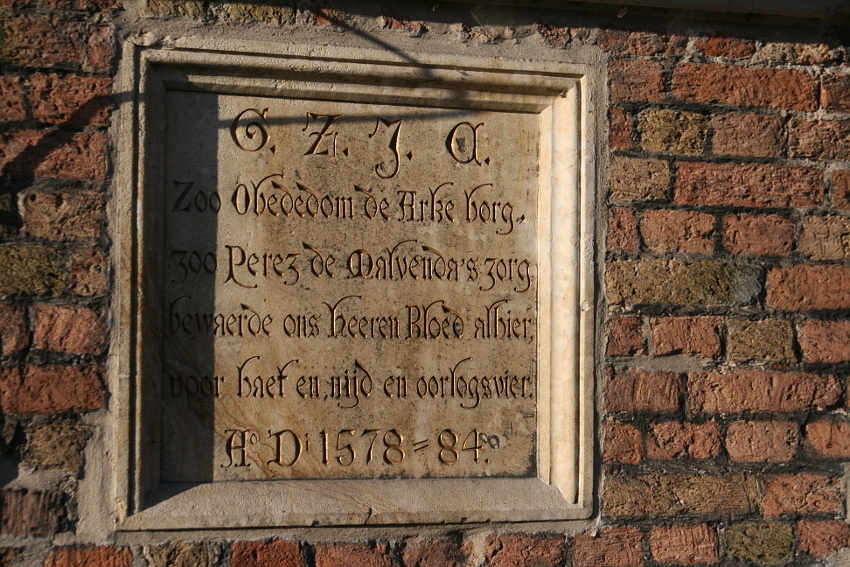 G. Z. J. C.
Zoo Obededom de Arke borg,
zoo Perez de Malvenda's zorg
bewaerde ons heeren Bloed alhier,
voor haet en nijd en oorlogsvier.
Aº Di 1578=84.